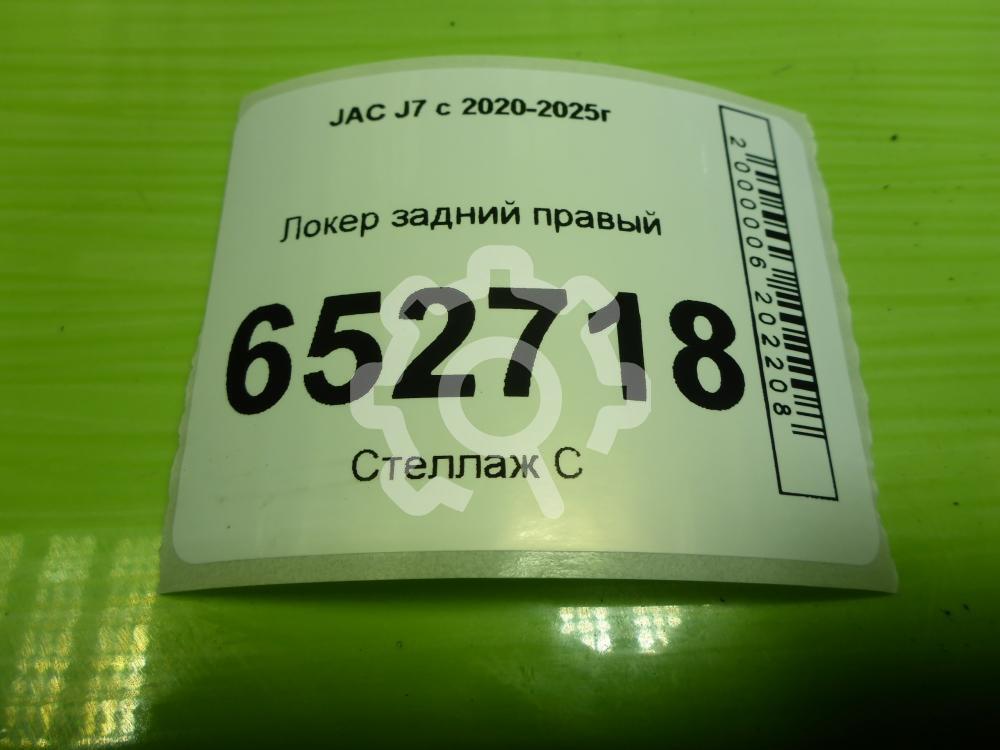 JAC J7 с 2020-2025г
Локер задний правый
652718
Стеллаж С
2000006202208